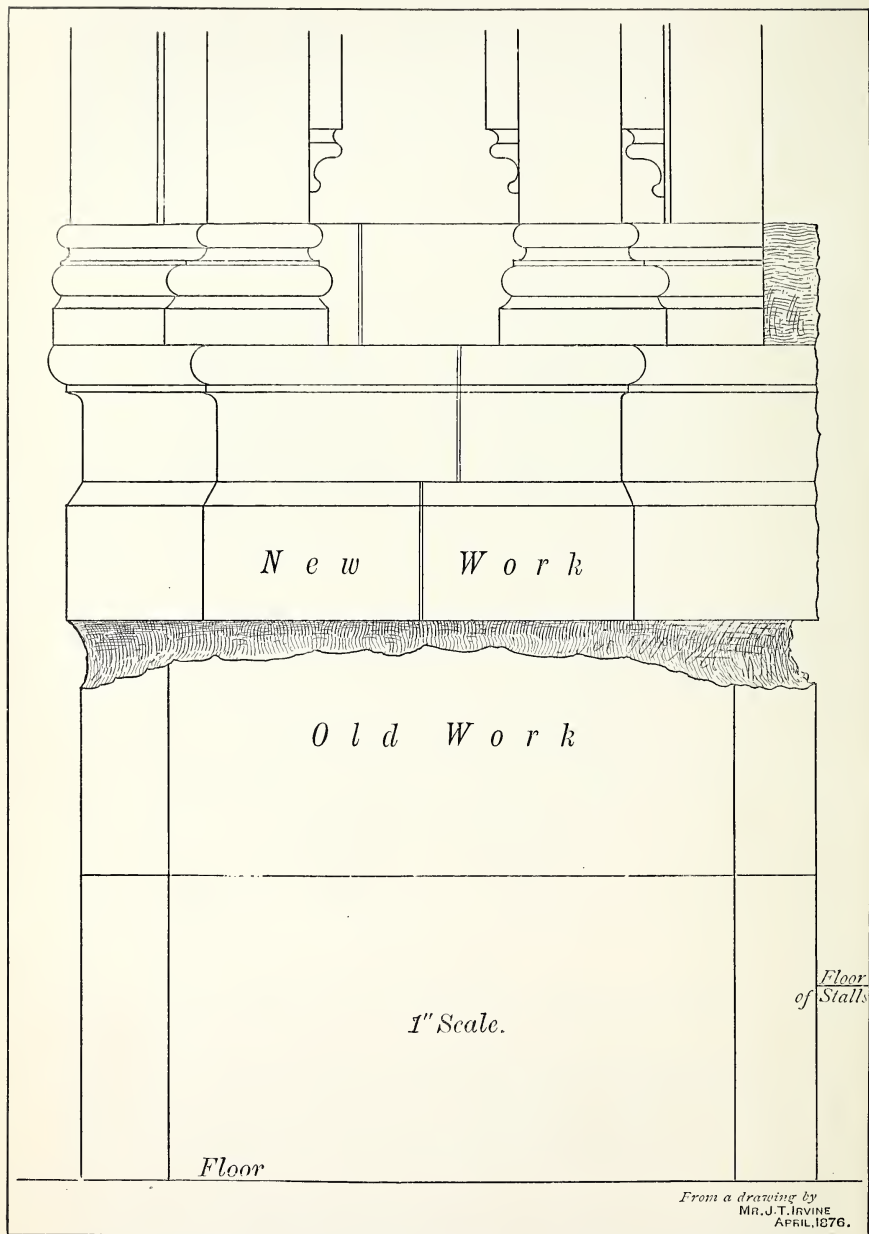 New Work
Old Work
Floor
of Stalls
1" Scale.
Floor
From a drawing by
MR. J. T. IRVINE
APRIL, 1876.